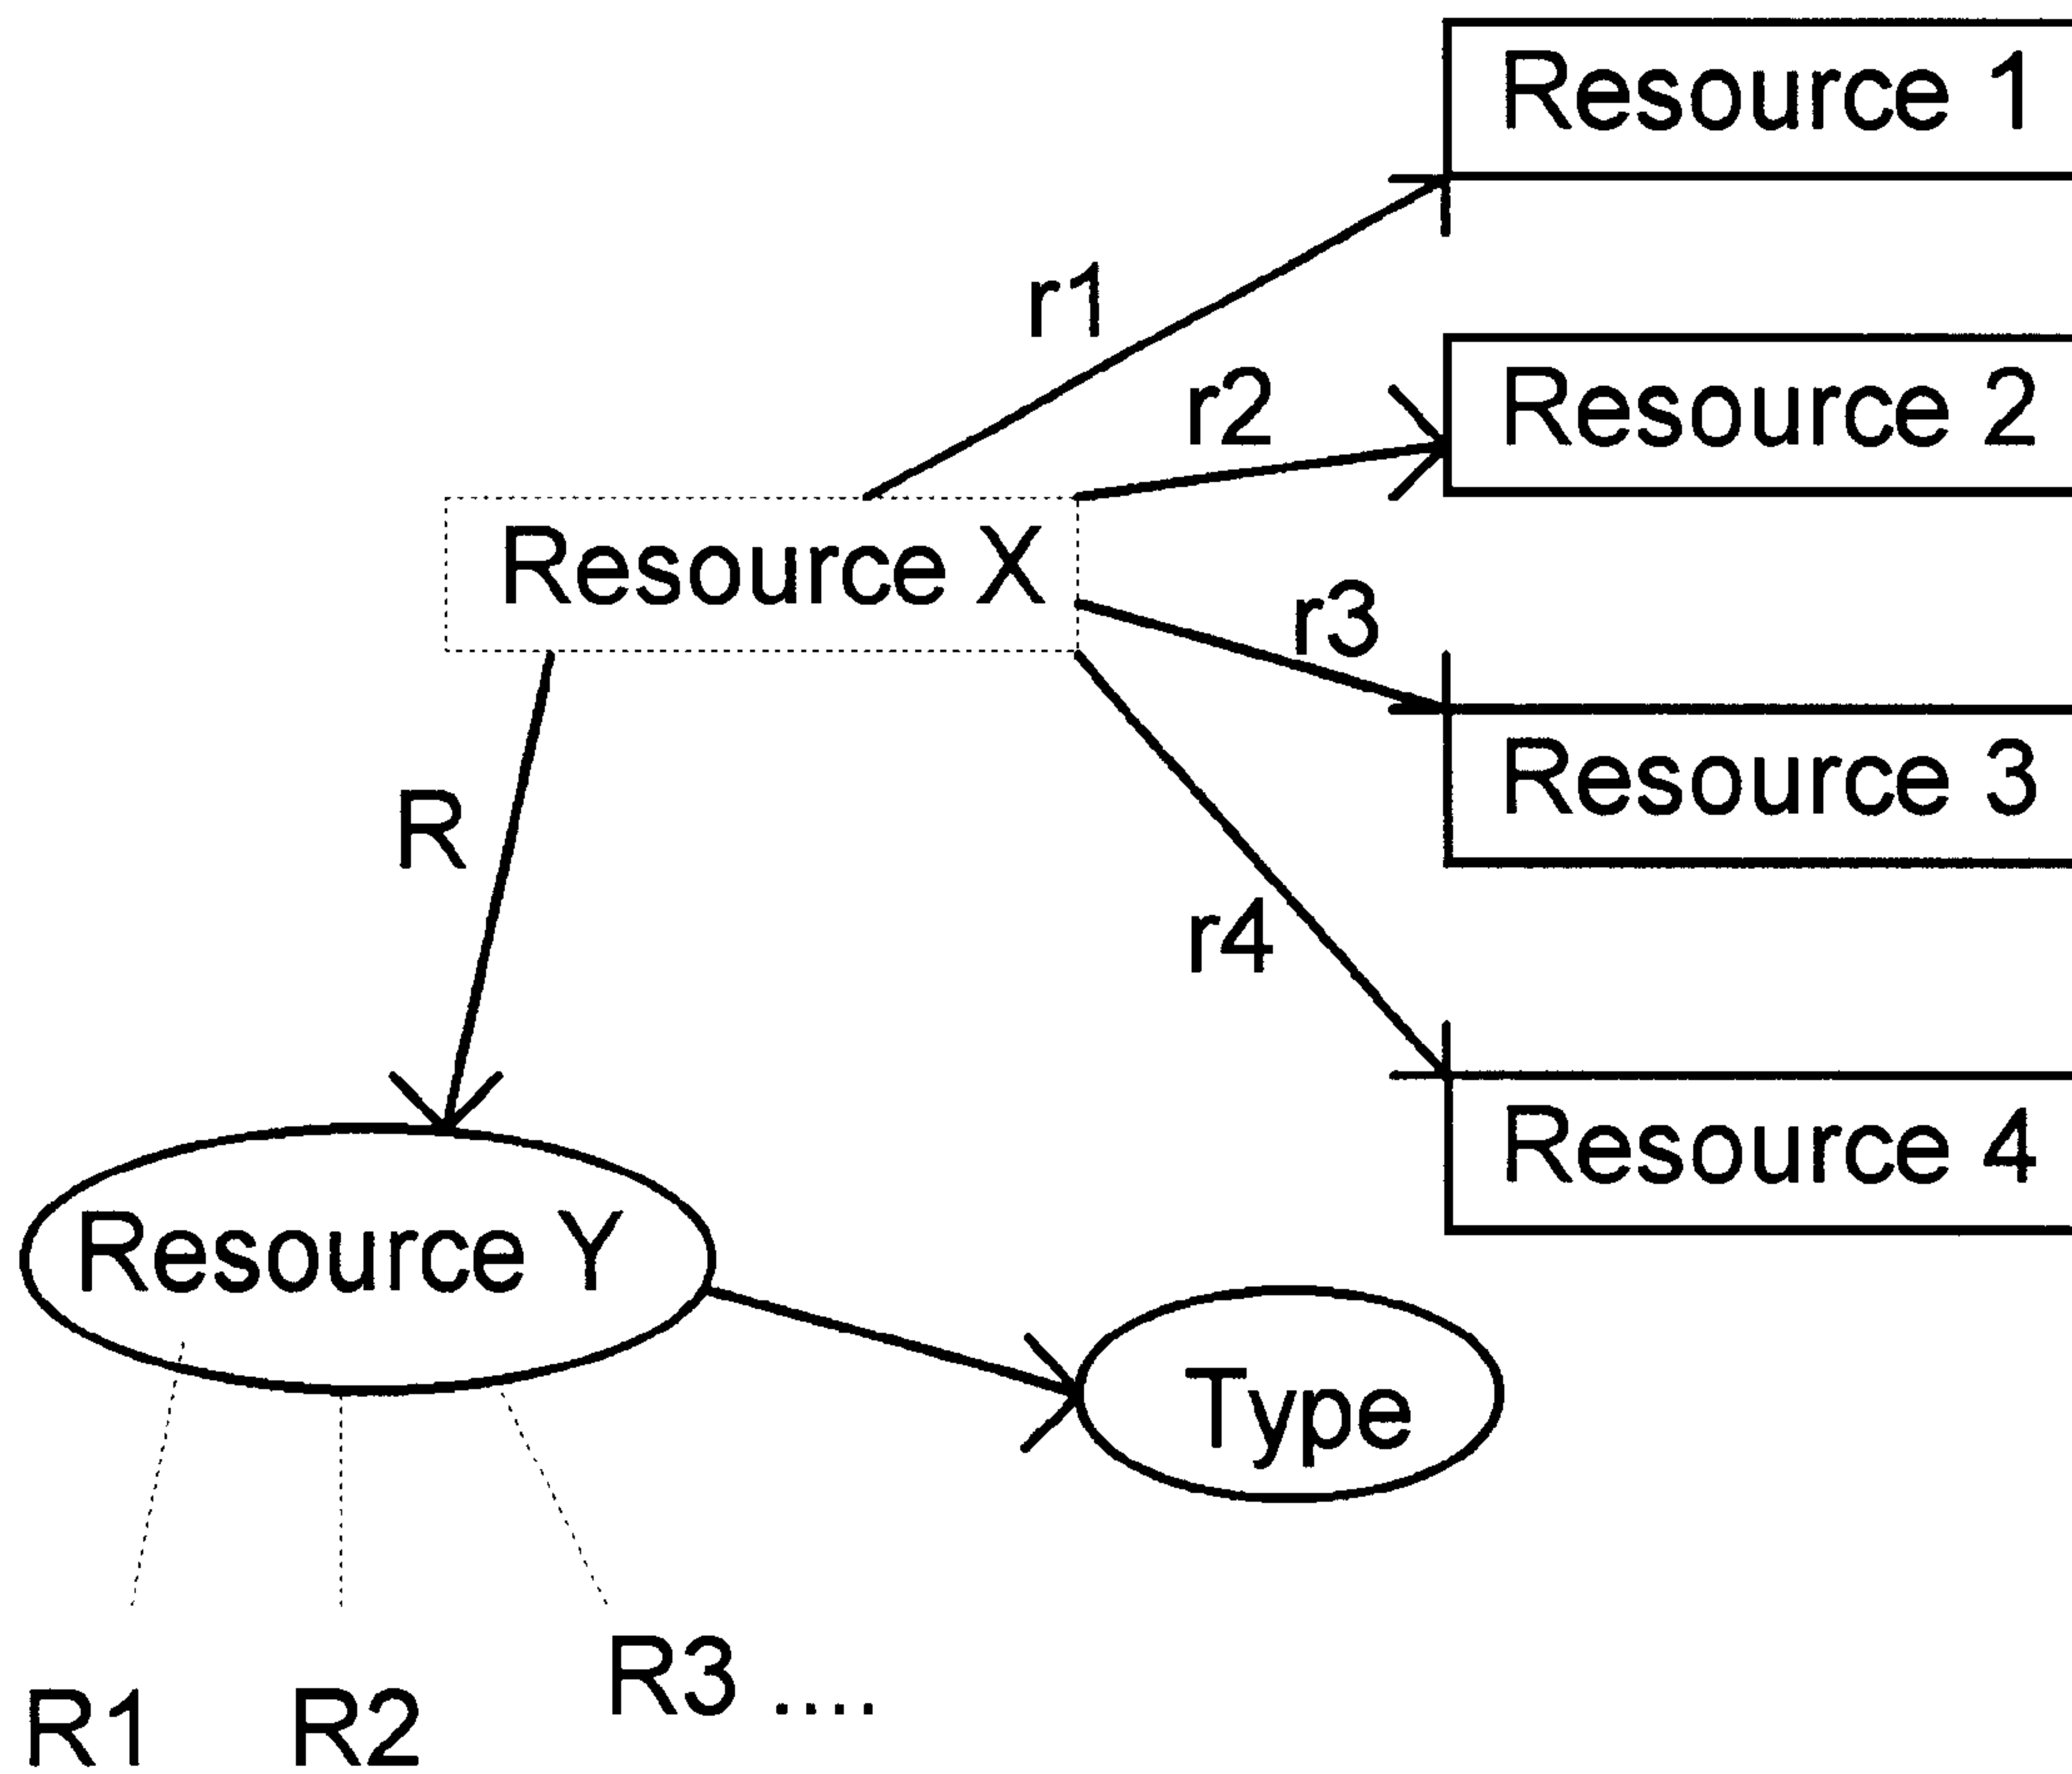 Resource 1
r1
r2
Resource 2
Resource X
r3
Resource 3
R
r4
Resource 4
Resource Y
Type
R1
R2
R3 ....